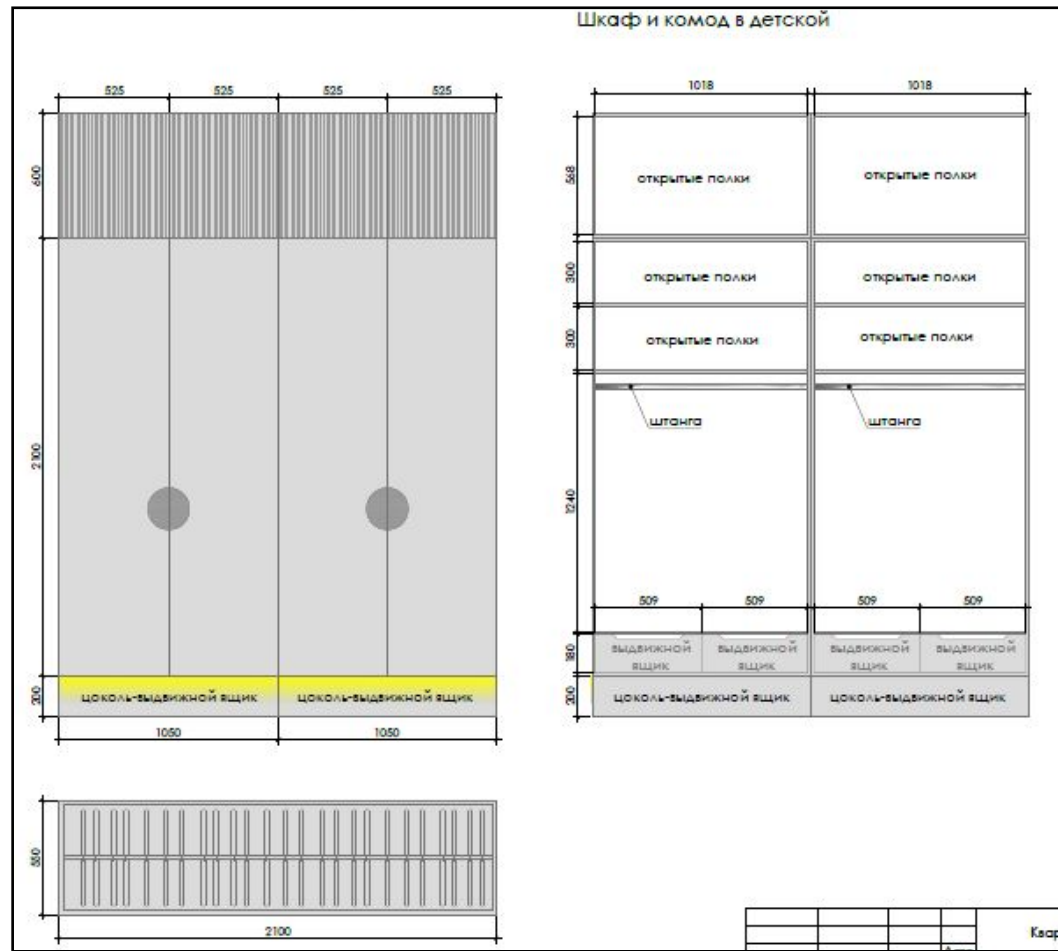 Шкаф и комод в детской
525 525 525 525
600
2100
200
цоколь-выдвижной ящик цоколь-выдвижной ящик
1050 1050
550
2100
1018 1018
568
открытые полки открытые полки
300
открытые полки открытые полки
300
открытые полки открытые полки
штанга штанга
1240
509 509 509 509
180
выдвижной выдвижной выдвижной выдвижной
ящик ящик ящик ящик
200
цоколь-выдвижной ящик цоколь-выдвижной ящик
Квар